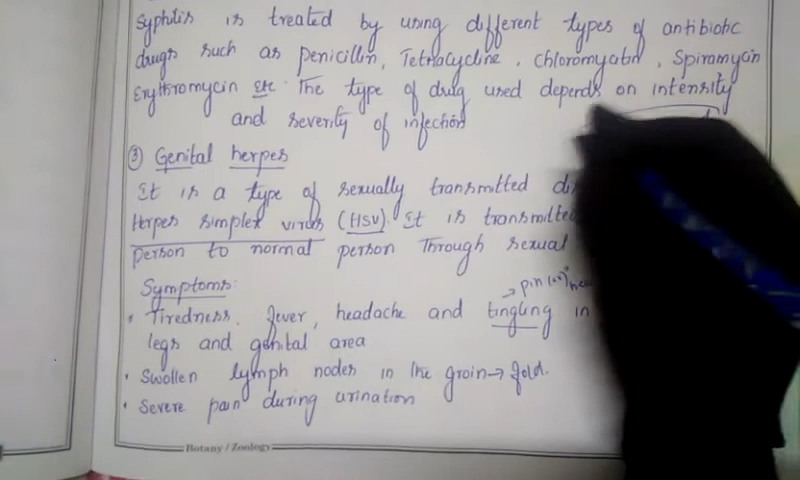 Syphilis is treated by using different types of antibiotic
drugs such as penicillin, Tetracycline, chloromycetin, Spiramycin
Erythromycin Etc. The type of drug used depends on intensity
and severity of infection
③ Genital herpes
It is a type of sexually transmitted
Herpes simplex virus (HSV). It is transmitted
person to normal person Through sexual
Symptoms:
→ pin (or)
• Tiredness, fever, headache and tingling in
legs and genital area
• Swollen lymph nodes in the groin → fold.
• Severe pain during urination
Botany / Zoology